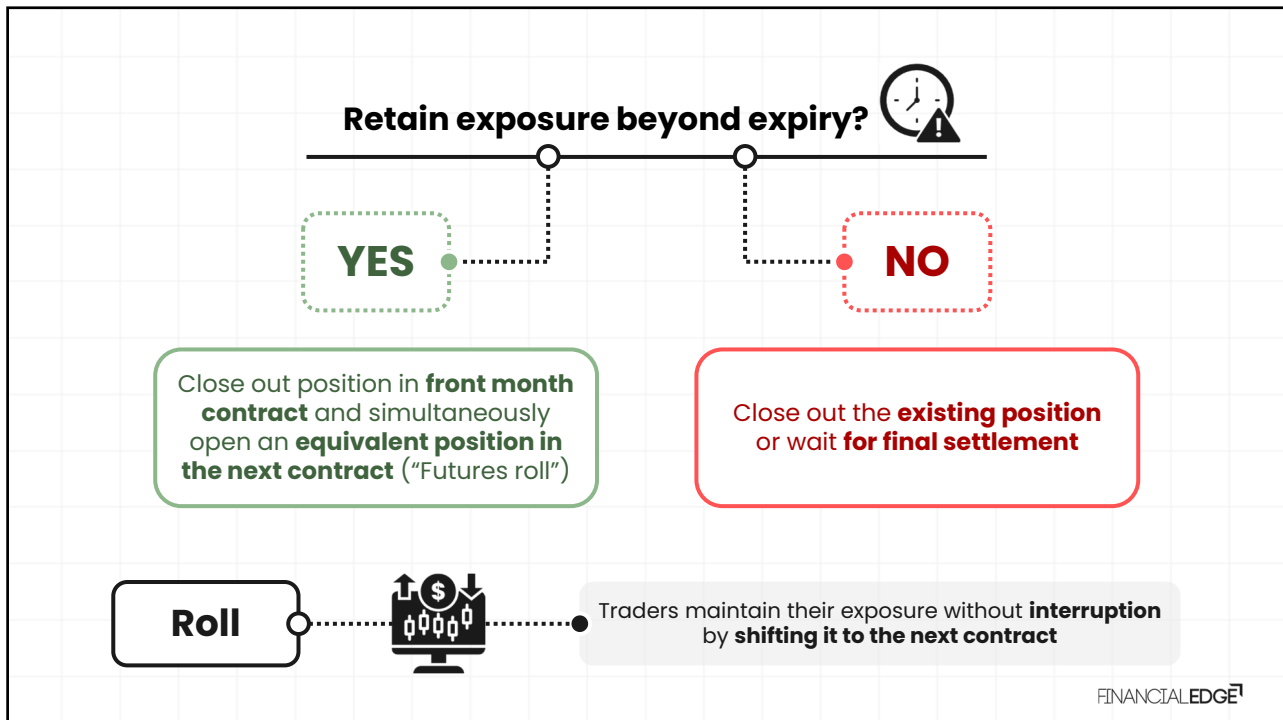 Retain exposure beyond expiry?
YES
NO
Close out position in front month
contract and simultaneously
open an equivalent position in
the next contract (“Futures roll”)
Close out the existing position
or wait for final settlement
Roll
$
Traders maintain their exposure without interruption
by shifting it to the next contract
FINANCIALEDGE